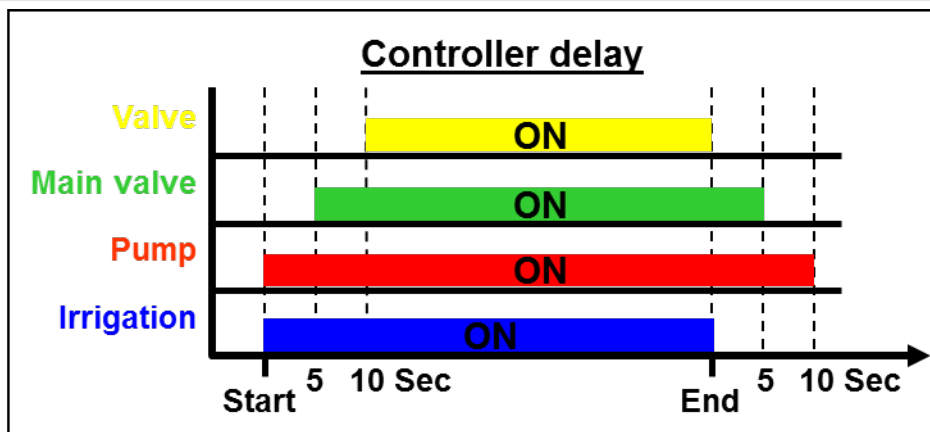 Controller delay
Valve
ON
Main valve
ON
Pump
ON
Irrigation
ON
Start 5 10 Sec End 5 10 Sec